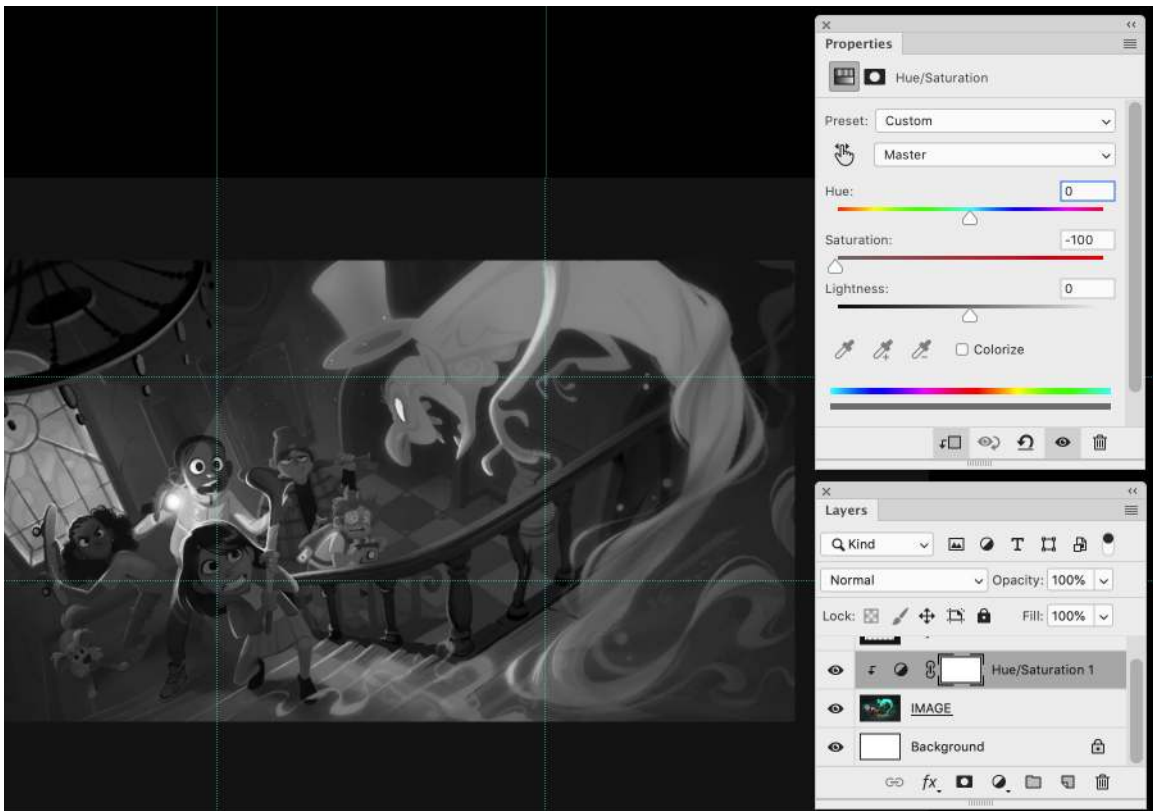 Properties
Hue/Saturation
Preset: Custom
Master
Hue: 0
Saturation: -100
Lightness: 0
Colorize
Layers
Kind
Normal Opacity: 100%
Lock: Fill: 100%
Hue/Saturation 1
IMAGE
Background
fx